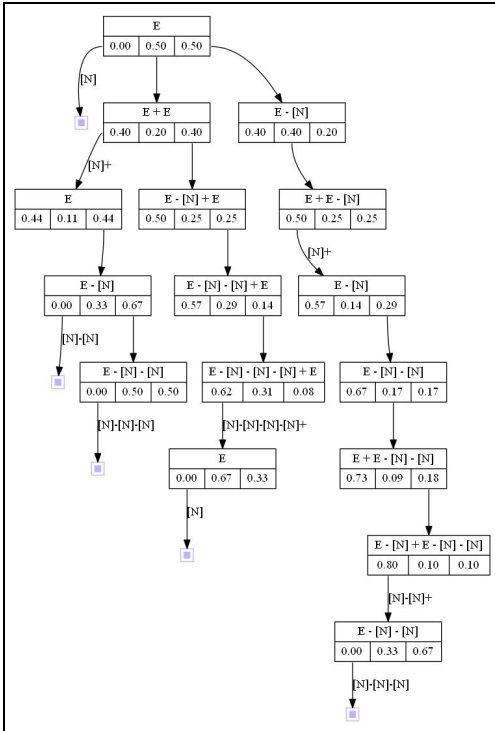 E
0.00 0.50 0.50
[N]
E + E
0.40 0.20 0.40
E - [N]
0.40 0.40 0.20
[N]+
E
0.44 0.11 0.44
E - [N] + E
0.50 0.25 0.25
E + E - [N]
0.50 0.25 0.25
[N]+
E - [N]
0.00 0.33 0.67
E - [N] - [N] + E
0.57 0.29 0.14
E - [N]
0.57 0.14 0.29
[N]-[N]
E - [N] - [N]
0.00 0.50 0.50
E - [N] - [N] - [N] + E
0.62 0.31 0.08
E - [N] - [N]
0.67 0.17 0.17
[N]-[N]-[N]
[N]-[N]-[N]-[N]+
E
0.00 0.67 0.33
E + E - [N] - [N]
0.73 0.09 0.18
[N]
E - [N] + E - [N] - [N]
0.80 0.10 0.10
[N]-[N]+
E - [N] - [N]
0.00 0.33 0.67
[N]-[N]-[N]